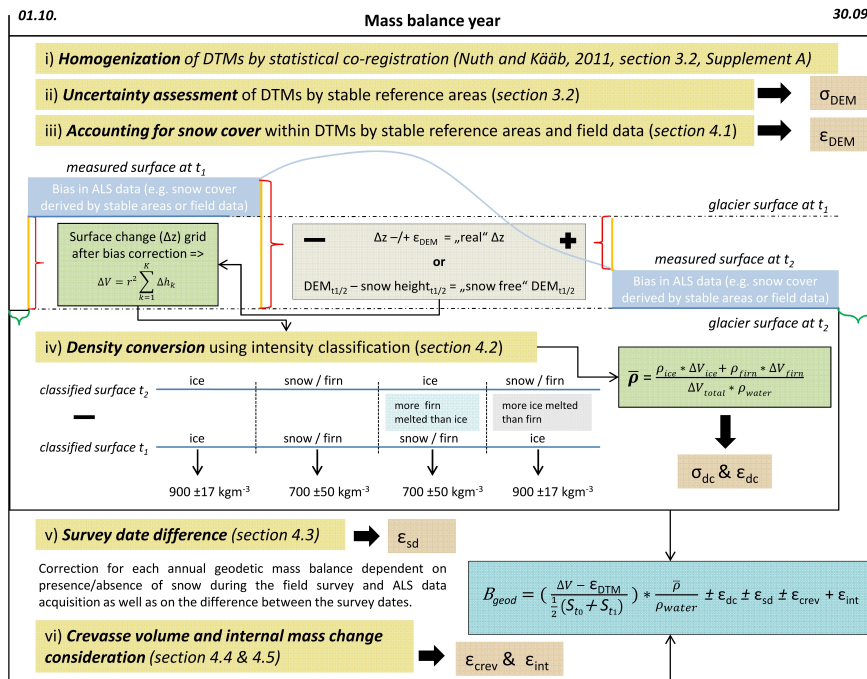 01.10.
Mass balance year
30.09.
i) Homogenization of DTMs by statistical co-registration (Nuth and Kääb, 2011, section 3.2, Supplement A)
ii) Uncertainty assessment of DTMs by stable reference areas (section 3.2)
σDEM
iii) Accounting for snow cover within DTMs by stable reference areas and field data (section 4.1)
εDEM
measured surface at t1
Bias in ALS data (e.g. snow cover
derived by stable areas or field data)
glacier surface at t1
Surface change (Δz) grid
after bias correction =>
ΔV = r² ∑ᴷₖ₌₁ Δhₖ
− Δz −/+ εDEM = „real“ Δz +
or
DEMt1/2 – snow heightt1/2 = „snow free“ DEMt1/2
measured surface at t2
Bias in ALS data (e.g. snow cover
derived by stable areas or field data)
glacier surface at t2
iv) Density conversion using intensity classification (section 4.2)
ρ̅ = (ρice * ΔVice + ρfirn * ΔVfirn) / (ΔVtotal * ρwater)
ice snow / firn ice snow / firn
classified surface t2
more firn
melted than ice
more ice melted
than firn
−
classified surface t1
ice snow / firn snow / firn ice
900 ±17 kgm-3 700 ±50 kgm-3 700 ±50 kgm-3 900 ±17 kgm-3
σdc & εdc
v) Survey date difference (section 4.3)
εsd
Correction for each annual geodetic mass balance dependent on
presence/absence of snow during the field survey and ALS data
acquisition as well as on the difference between the survey dates.
Bgeod = ( (ΔV − εDTM) / (½ (St0 + St1)) ) * ρ̅ / ρwater ± εdc ± εsd ± εcrev + εint
vi) Crevasse volume and internal mass change
consideration (section 4.4 & 4.5)
εcrev & εint